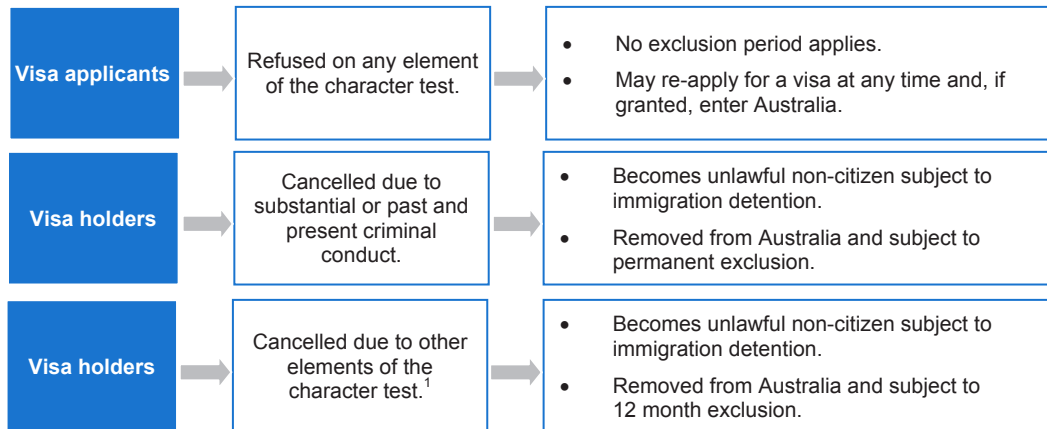 Visa applicants
Refused on any element
of the character test.
• No exclusion period applies.
• May re-apply for a visa at any time and, if
granted, enter Australia.
Visa holders
Cancelled due to
substantial or past and
present criminal
conduct.
• Becomes unlawful non-citizen subject to
immigration detention.
• Removed from Australia and subject to
permanent exclusion.
Visa holders
Cancelled due to other
elements of the
character test.¹
• Becomes unlawful non-citizen subject to
immigration detention.
• Removed from Australia and subject to
12 month exclusion.